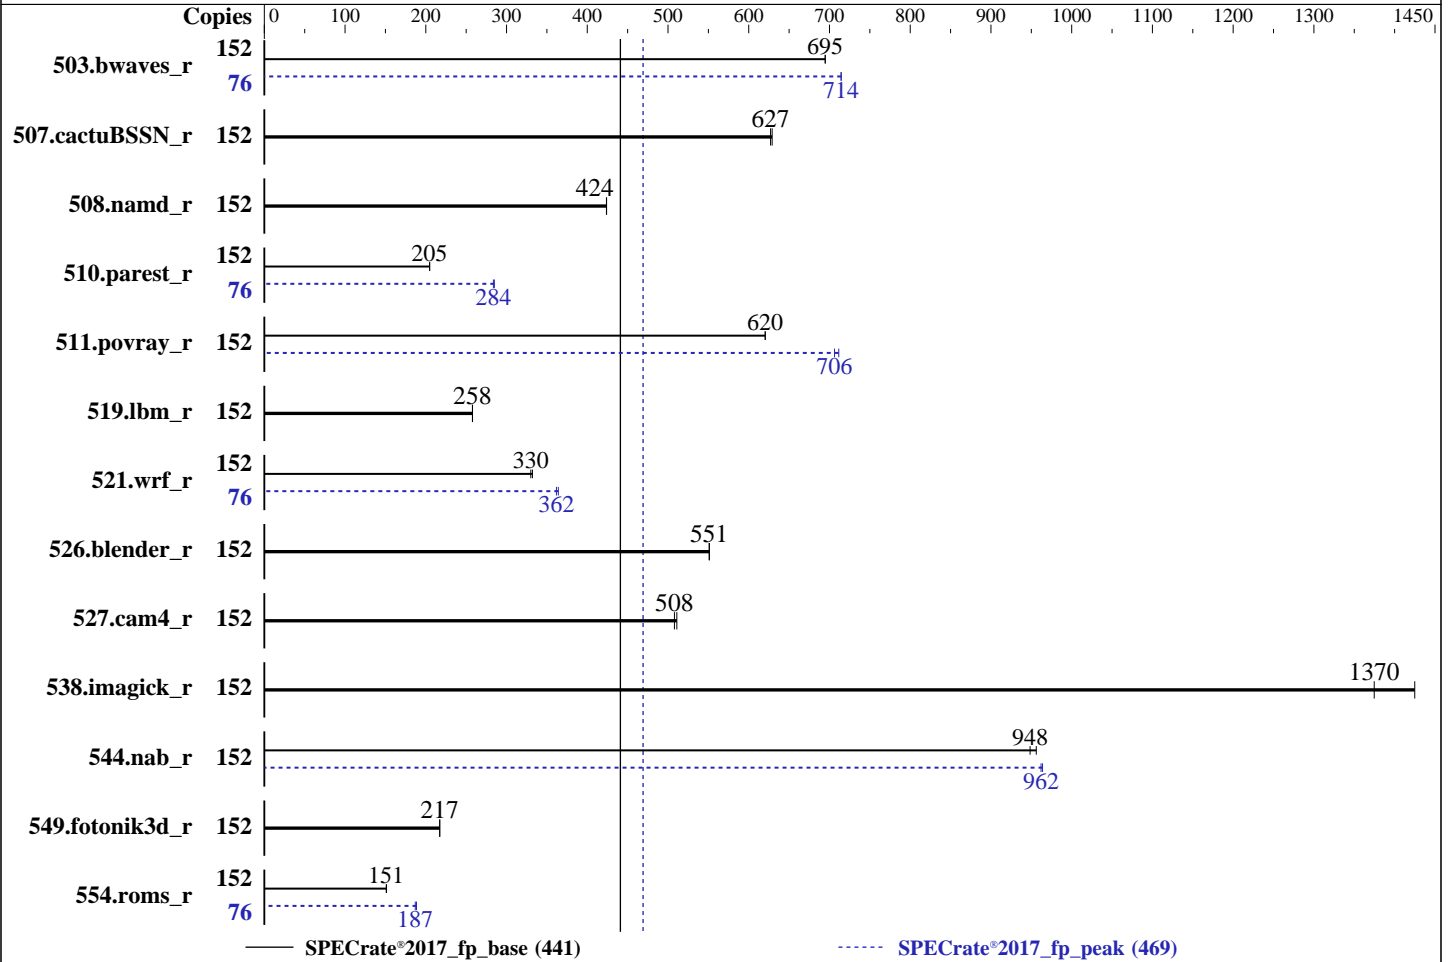 Copies 0 100 200 300 400 500 600 700 800 900 1000 1100 1200 1300 1450
503.bwaves_r 152 695
76 714
507.cactuBSSN_r 152 627
508.namd_r 152 424
510.parest_r 152 205
76 284
511.povray_r 152 620
706
519.lbm_r 152 258
521.wrf_r 152 330
76 362
526.blender_r 152 551
527.cam4_r 152 508
538.imagick_r 152 1370
544.nab_r 152 948
962
549.fotonik3d_r 152 217
554.roms_r 152 151
76 187
SPECrate®2017_fp_base (441) SPECrate®2017_fp_peak (469)